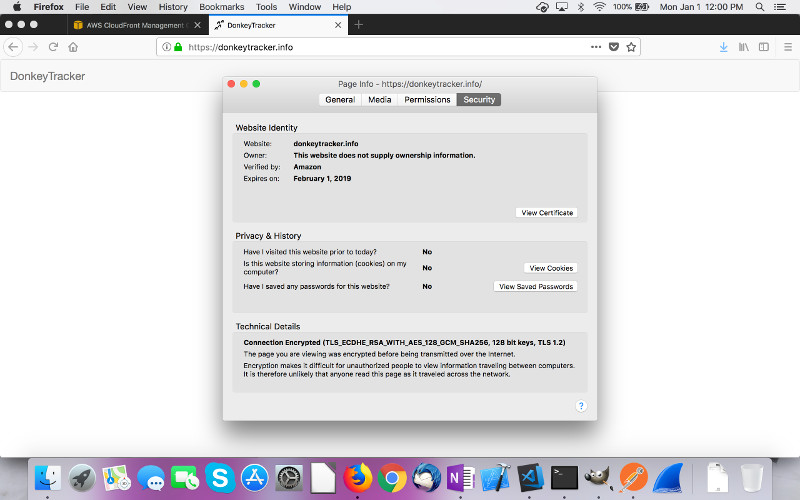 Firefox File Edit View History Bookmarks Tools Window Help 100% Mon Jan 1 12:00 PM
AWS CloudFront Management
DonkeyTracker
https://donkeytracker.info
DonkeyTracker
Page Info - https://donkeytracker.info/
General Media Permissions Security
Website Identity
Website: donkeytracker.info
Owner: This website does not supply ownership information.
Verified by: Amazon
Expires on: February 1, 2019
View Certificate
Privacy & History
Have I visited this website prior to today? No
Is this website storing information (cookies) on my
computer? No
View Cookies
Have I saved any passwords for this website? No
View Saved Passwords
Technical Details
Connection Encrypted (TLS_ECDHE_RSA_WITH_AES_128_GCM_SHA256, 128 bit keys, TLS 1.2)
The page you are viewing was encrypted before being transmitted over the Internet.
Encryption makes it difficult for unauthorized people to view information traveling between computers.
It is therefore unlikely that anyone read this page as it traveled across the network.
?